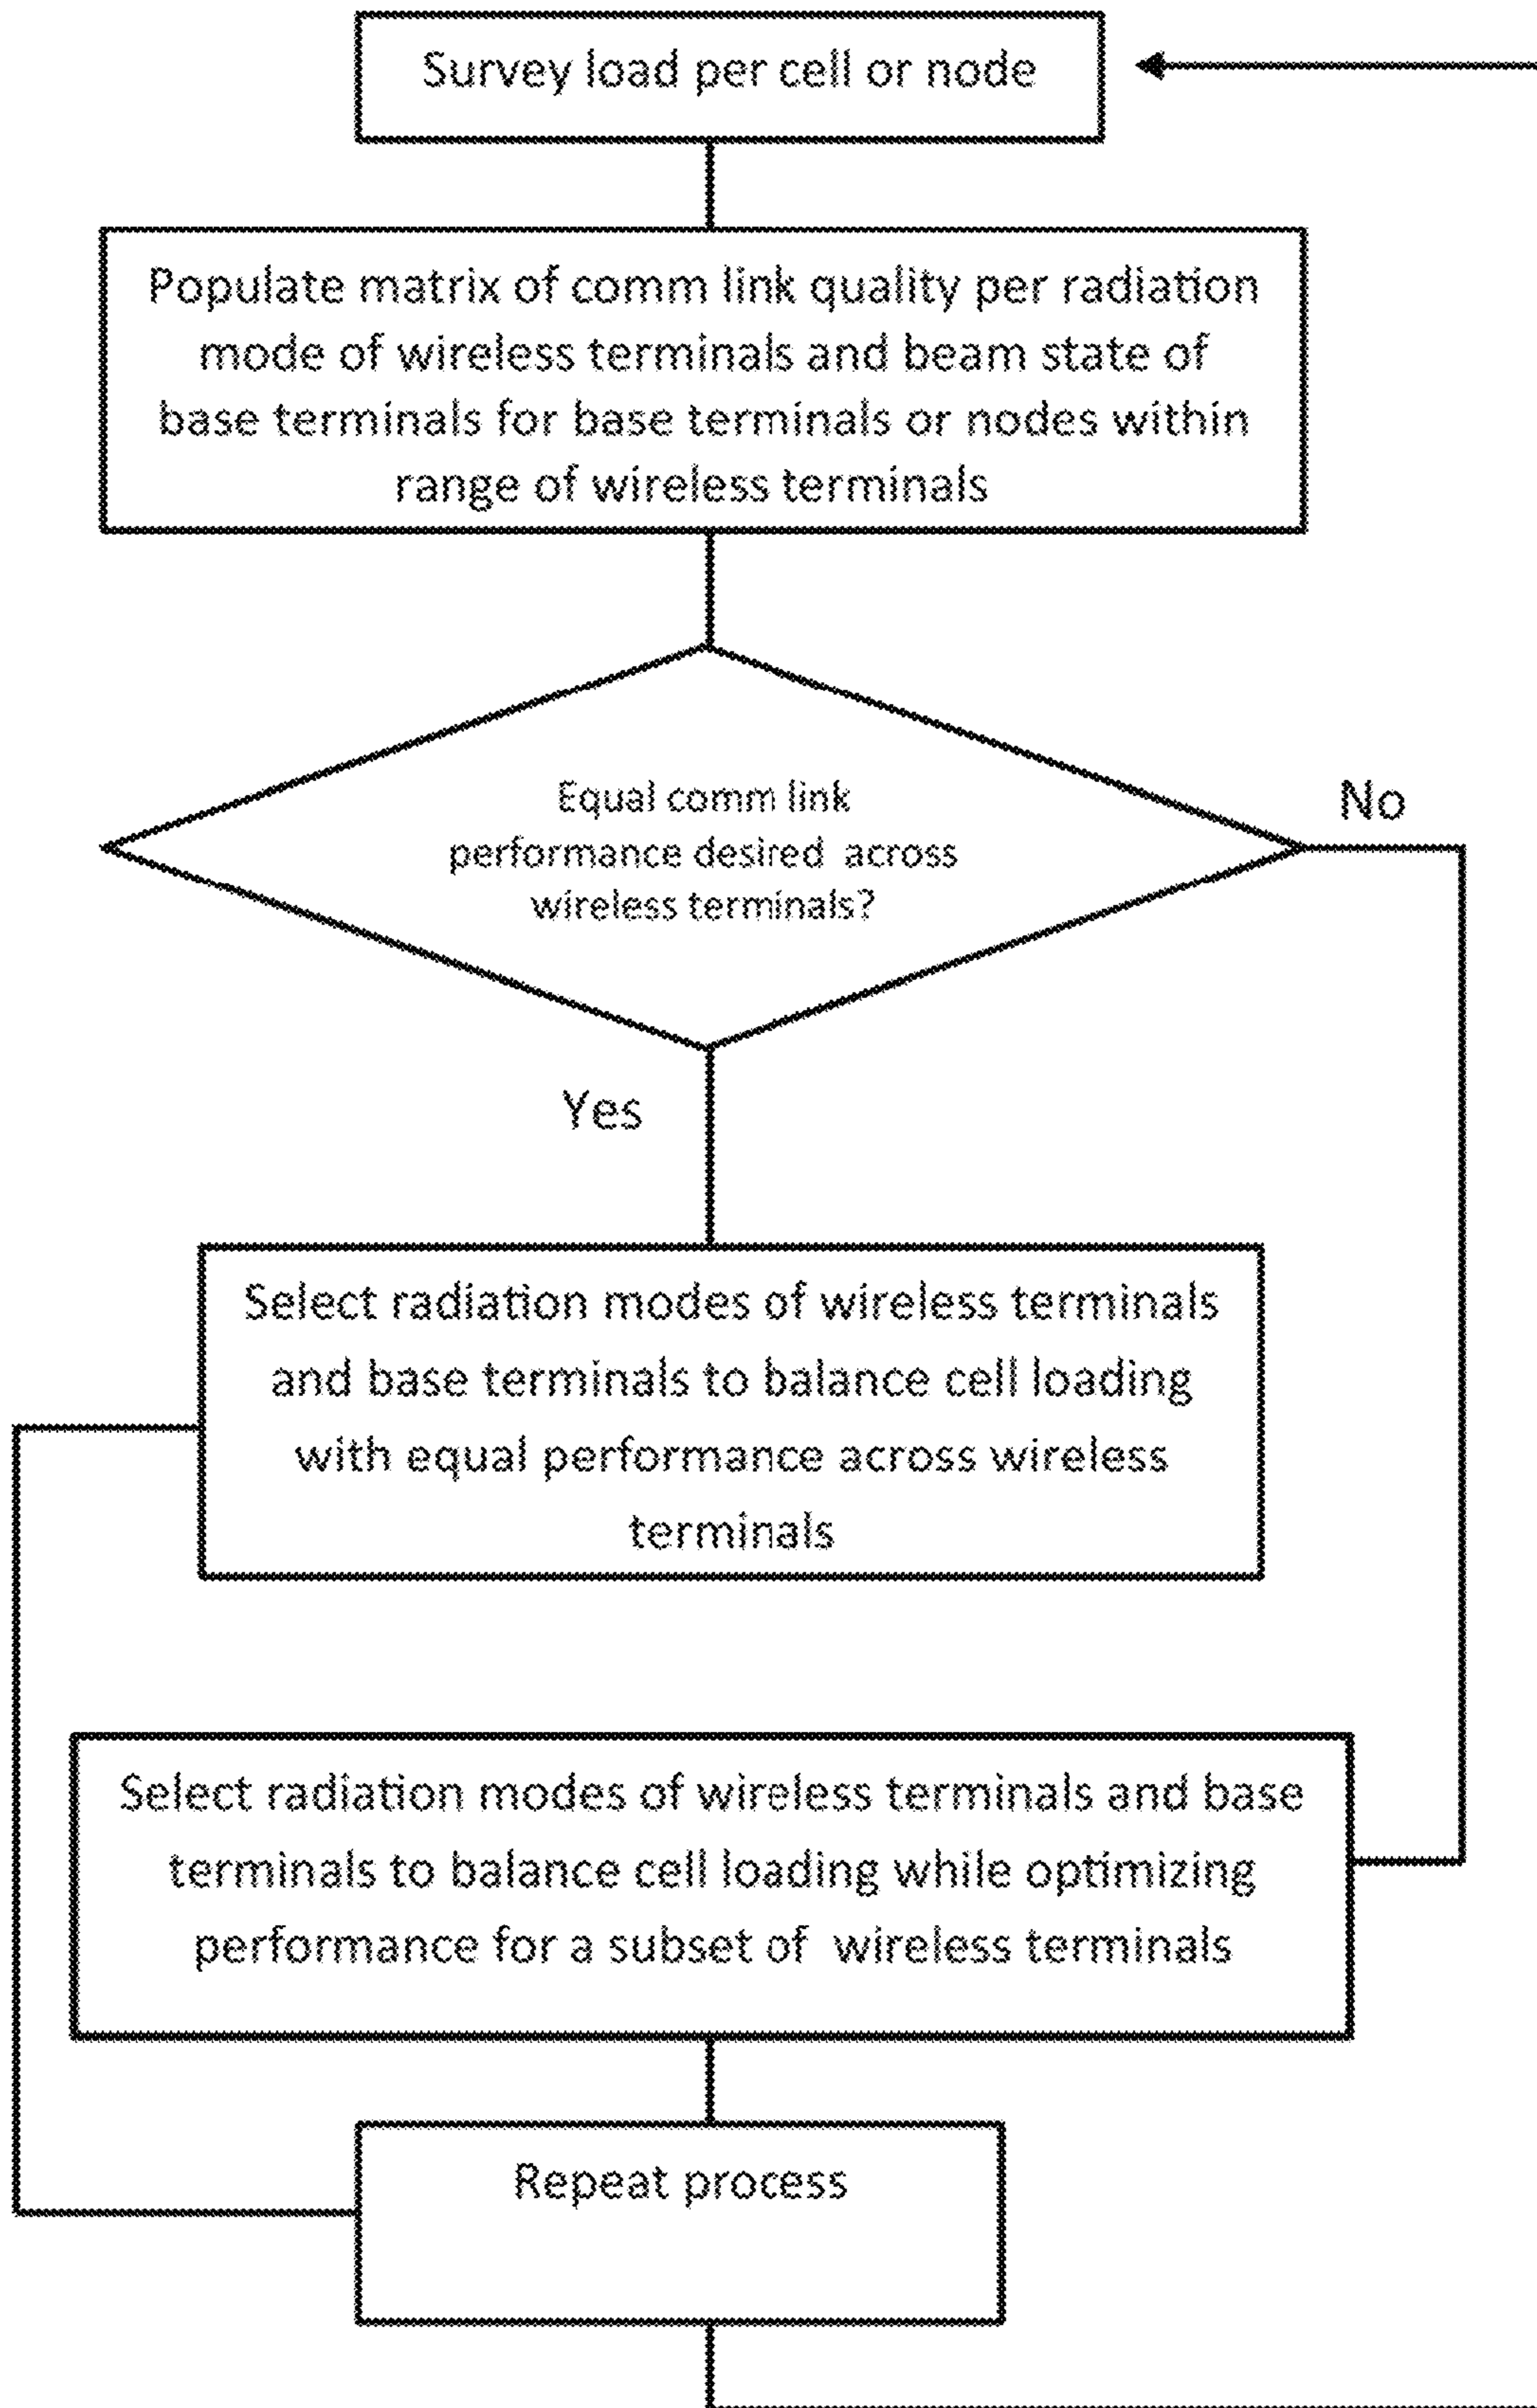 Survey load per cell or node
Populate matrix of comm link quality per radiation
mode of wireless terminals and beam state of
base terminals for base terminals or nodes within
range of wireless terminals
Equal comm link
performance desired across
wireless terminals?
No
Yes
Select radiation modes of wireless terminals
and base terminals to balance cell loading
with equal performance across wireless
terminals
Select radiation modes of wireless terminals and base
terminals to balance cell loading while optimizing
performance for a subset of wireless terminals
Repeat process